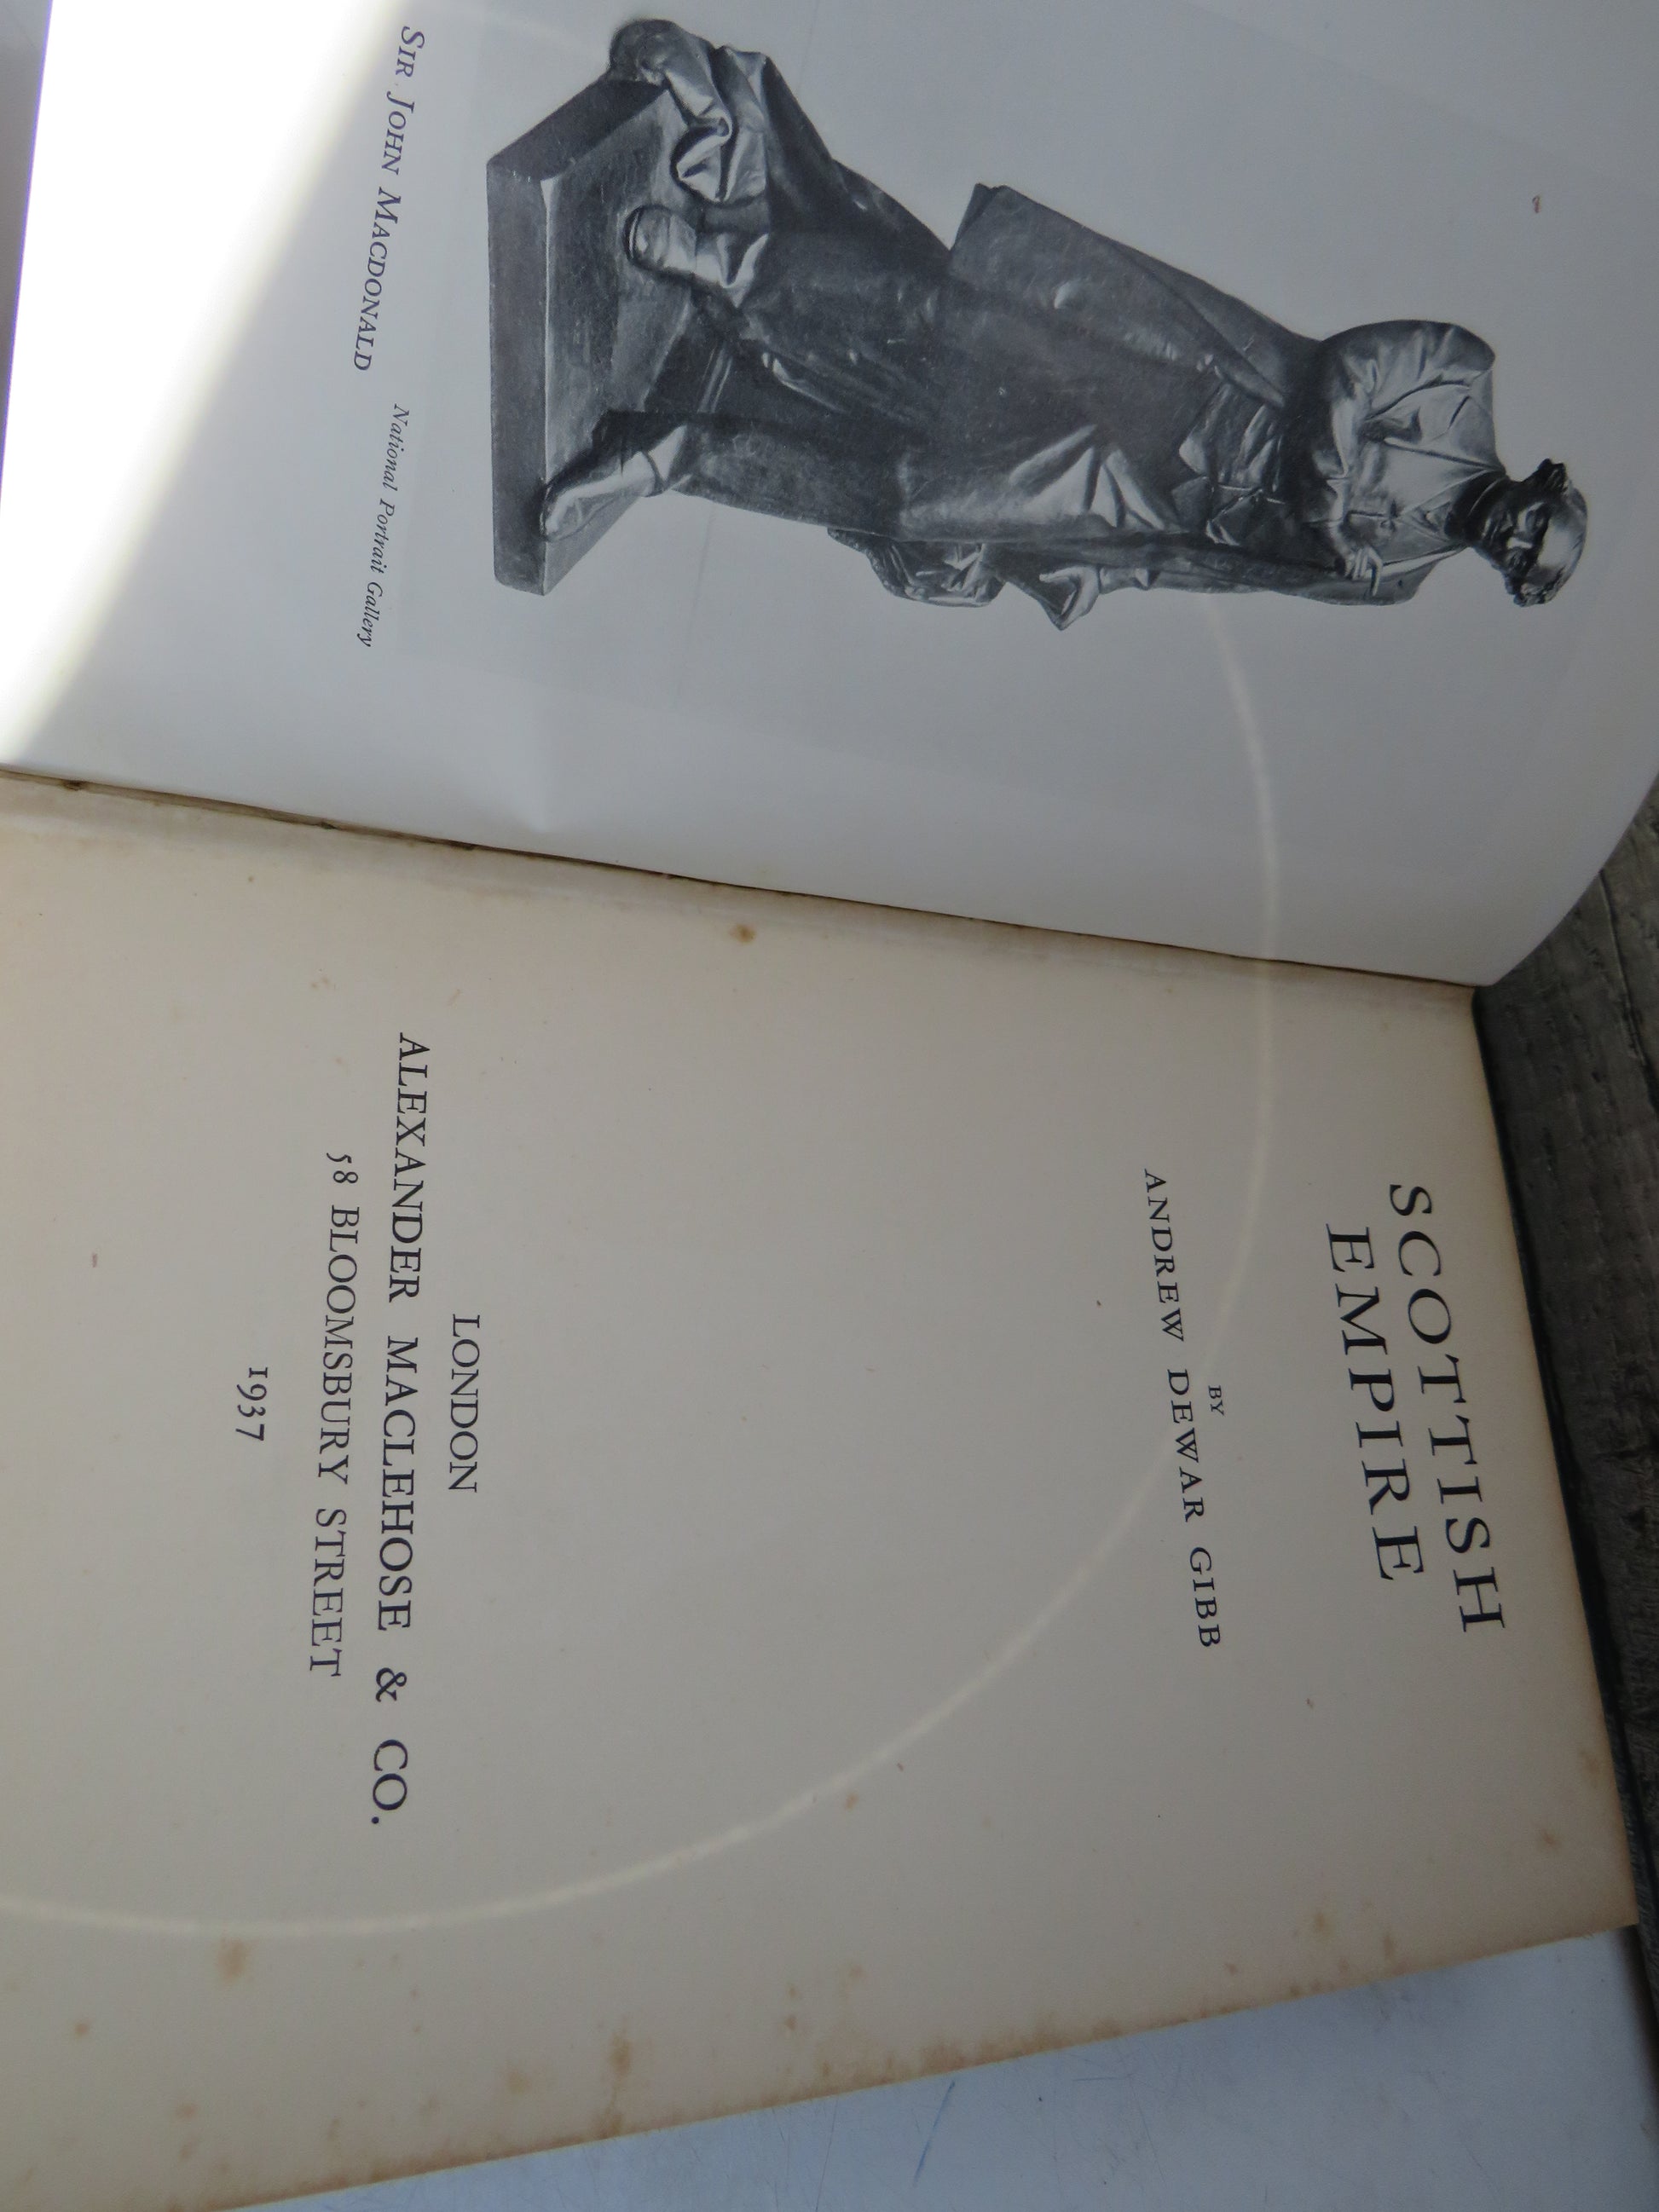 SIR JOHN MACDONALD
National Portrait Gallery
SCOTTISH
EMPIRE
BY
ANDREW DEWAR GIBB
LONDON
ALEXANDER MACLEHOSE & CO.
58 BLOOMSBURY STREET
1937